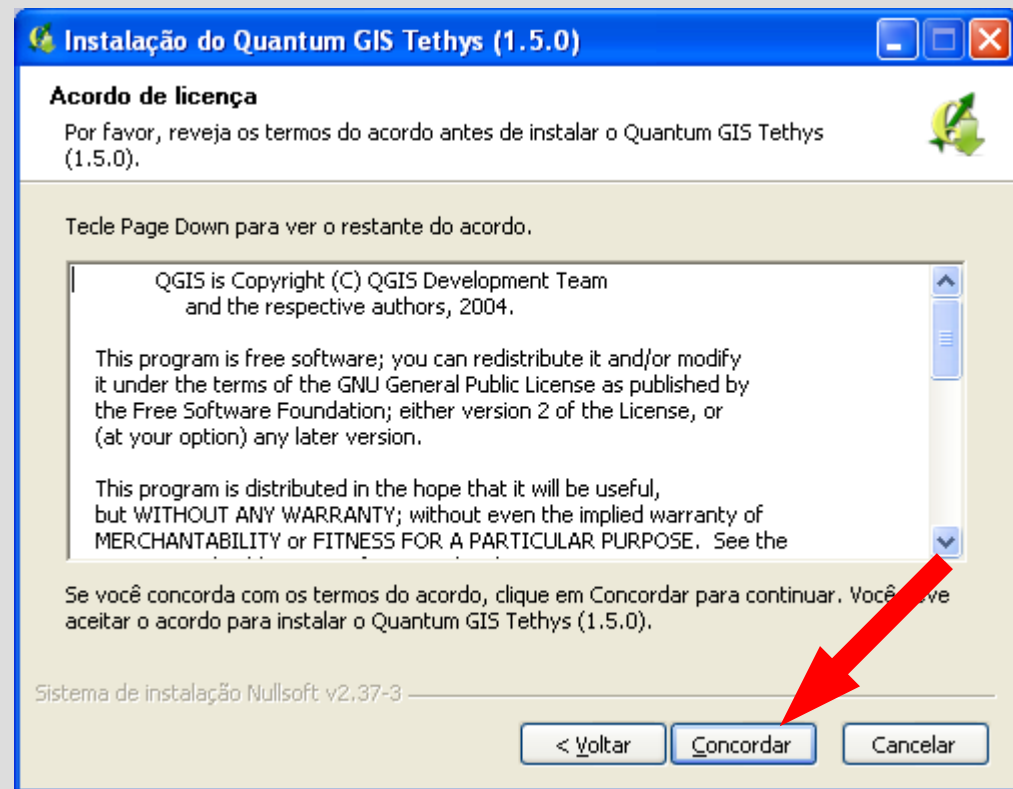 Instalação do Quantum GIS Tethys (1.5.0)
Acordo de licença
Por favor, reveja os termos do acordo antes de instalar o Quantum GIS Tethys
(1.5.0).
Tecle Page Down para ver o restante do acordo.
QGIS is Copyright (C) QGIS Development Team
and the respective authors, 2004.
This program is free software; you can redistribute it and/or modify
it under the terms of the GNU General Public License as published by
the Free Software Foundation; either version 2 of the License, or
(at your option) any later version.
This program is distributed in the hope that it will be useful,
but WITHOUT ANY WARRANTY; without even the implied warranty of
MERCHANTABILITY or FITNESS FOR A PARTICULAR PURPOSE. See the
Se você concorda com os termos do acordo, clique em Concordar para continuar. Você
aceitar o acordo para instalar o Quantum GIS Tethys (1.5.0).
Sistema de instalação Nullsoft v2.37-3
< Voltar
Concordar
Cancelar